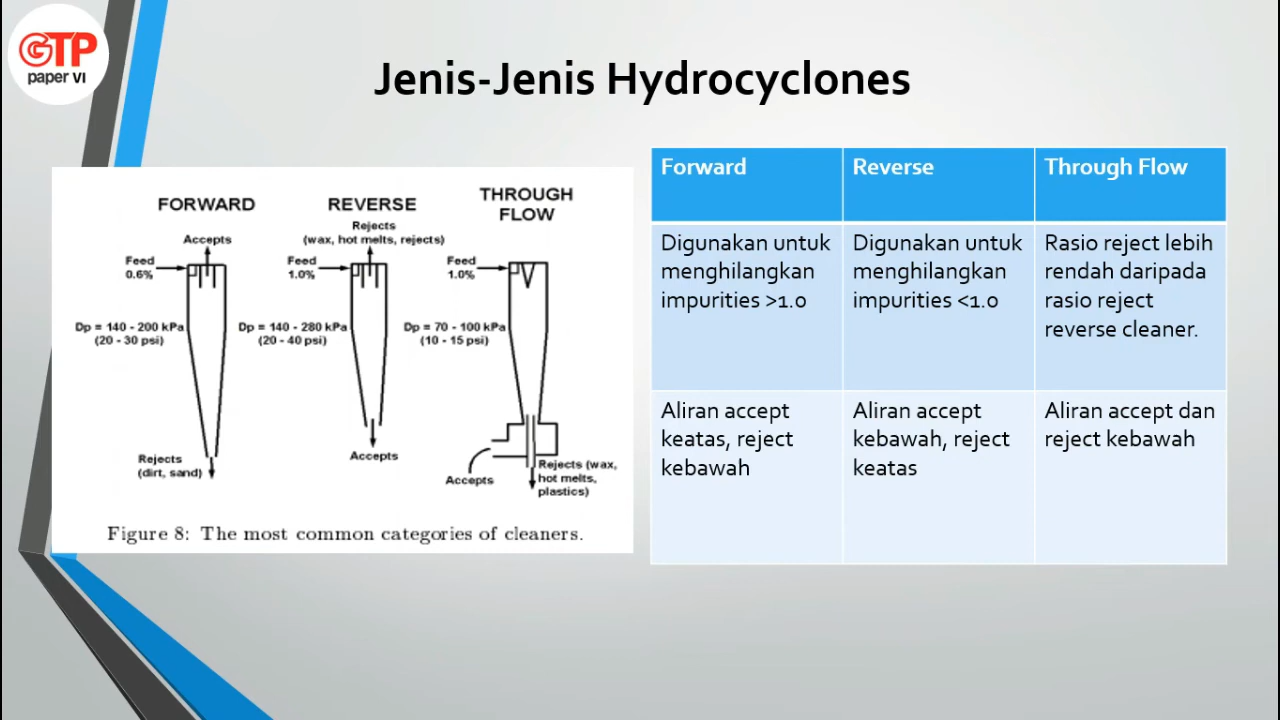 GTP
paper VI
Jenis-Jenis Hydrocyclones
FORWARD
REVERSE
THROUGH
FLOW
Accepts
Rejects
(wax, hot melts, rejects)
Feed
0.6%
Feed
1.0%
Feed
1.0%
Dp = 140 - 200 kPa
(20 - 30 psi)
Dp = 140 - 280 kPa
(20 - 40 psi)
Dp = 70 - 100 kPa
(10 - 15 psi)
Rejects
(dirt, sand)
Accepts
Accepts
Rejects (wax,
hot melts,
plastics)
Figure 8: The most common categories of cleaners.
Forward
Reverse
Through Flow
Digunakan untuk
menghilangkan
impurities >1.0
Digunakan untuk
menghilangkan
impurities <1.0
Rasio reject lebih
rendah daripada
rasio reject
reverse cleaner.
Aliran accept
keatas, reject
kebawah
Aliran accept
kebawah, reject
keatas
Aliran accept dan
reject kebawah